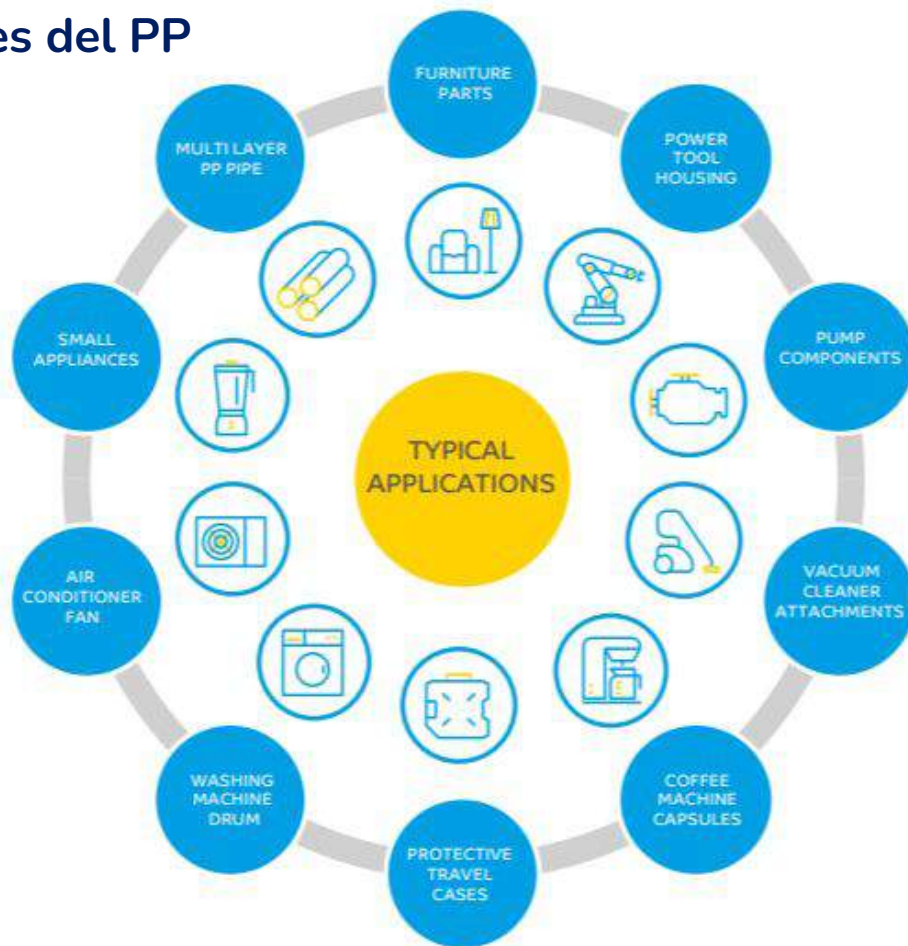 es del PP
FURNITURE
PARTS
POWER
TOOL
HOUSING
PUMP
COMPONENTS
VACUUM
CLEANER
ATTACHMENTS
COFFEE
MACHINE
CAPSULES
PROTECTIVE
TRAVEL
CASES
WASHING
MACHINE
DRUM
AIR
CONDITIONER
FAN
SMALL
APPLIANCES
MULTI LAYER
PP PIPE
TYPICAL
APPLICATIONS